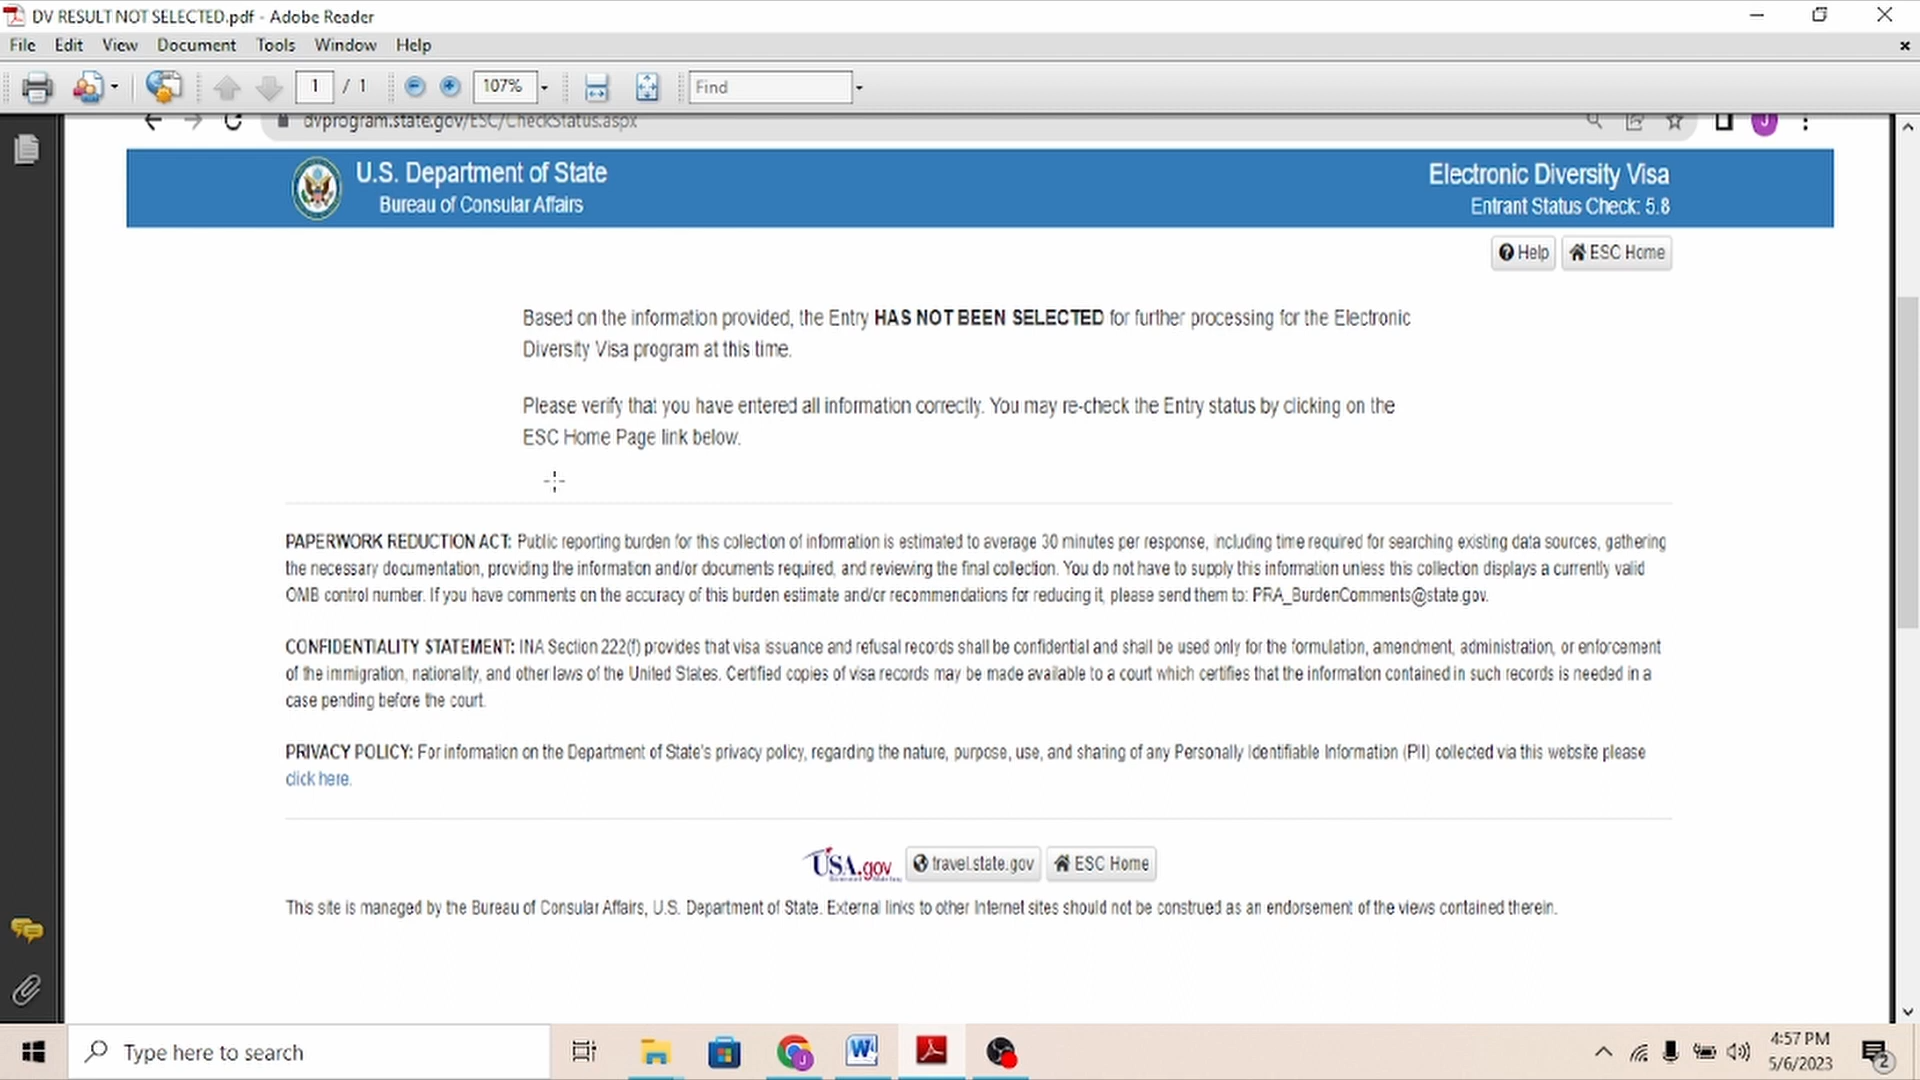 DV RESULT NOT SELECTED.pdf - Adobe Reader
File Edit View Document Tools Window Help
1 / 1 107% Find
dvprogram.state.gov/ESC/CheckStatus.aspx
J
U.S. Department of State
Bureau of Consular Affairs
Electronic Diversity Visa
Entrant Status Check: 5.8
Help ESC Home
Based on the information provided, the Entry HAS NOT BEEN SELECTED for further processing for the Electronic
Diversity Visa program at this time.
Please verify that you have entered all information correctly. You may re-check the Entry status by clicking on the
ESC Home Page link below.
PAPERWORK REDUCTION ACT: Public reporting burden for this collection of information is estimated to average 30 minutes per response, including time required for searching existing data sources, gathering
the necessary documentation, providing the information and/or documents required, and reviewing the final collection. You do not have to supply this information unless this collection displays a currently valid
OMB control number. If you have comments on the accuracy of this burden estimate and/or recommendations for reducing it, please send them to: PRA_BurdenComments@state.gov.
CONFIDENTIALITY STATEMENT: INA Section 222(f) provides that visa issuance and refusal records shall be confidential and shall be used only for the formulation, amendment, administration, or enforcement
of the immigration, nationality, and other laws of the United States. Certified copies of visa records may be made available to a court which certifies that the information contained in such records is needed in a
case pending before the court.
PRIVACY POLICY: For information on the Department of State's privacy policy, regarding the nature, purpose, use, and sharing of any Personally Identifiable Information (PII) collected via this website please
click here.
USA.gov travel.state.gov ESC Home
This site is managed by the Bureau of Consular Affairs, U.S. Department of State. External links to other Internet sites should not be construed as an endorsement of the views contained therein.
Type here to search
J
W
4:57 PM
5/6/2023
2